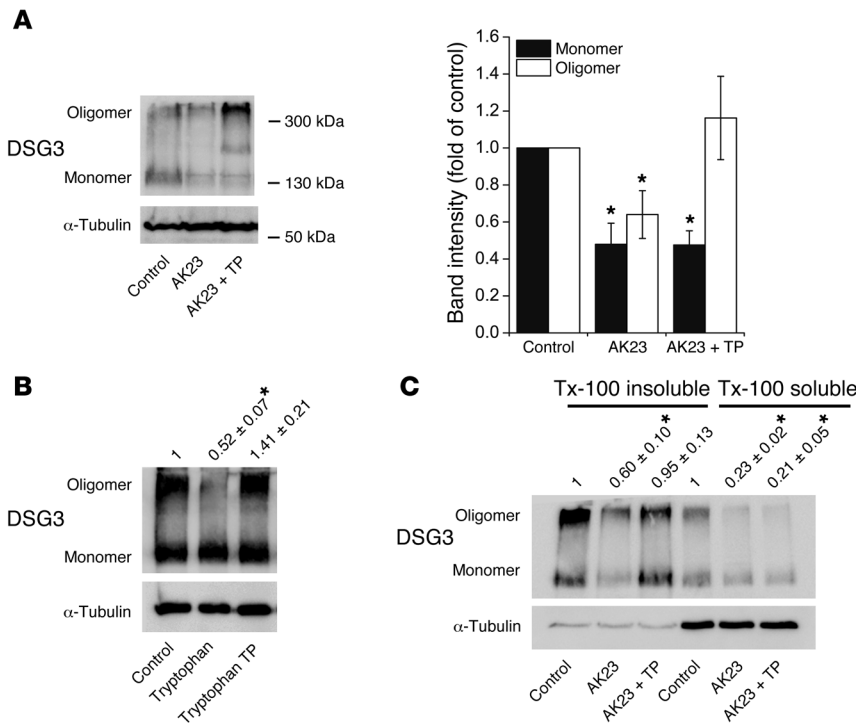 A
Oligomer
DSG3
Monomer
α-Tubulin
300 kDa
130 kDa
50 kDa
Control
AK23
AK23 + TP
Band intensity (fold of control)
1.6
1.4
1.2
1.0
0.8
0.6
0.4
0.2
0.0
Monomer
Oligomer
*
*
*
Control
AK23
AK23 + TP
B
1
0.52 ± 0.07*
1.41 ± 0.21
Oligomer
DSG3
Monomer
α-Tubulin
Control
Tryptophan
Tryptophan TP
C
Tx-100 insoluble
Tx-100 soluble
1
0.60 ± 0.10*
0.95 ± 0.13
1
0.23 ± 0.02*
0.21 ± 0.05*
Oligomer
DSG3
Monomer
α-Tubulin
Control
AK23
AK23 + TP
Control
AK23
AK23 + TP